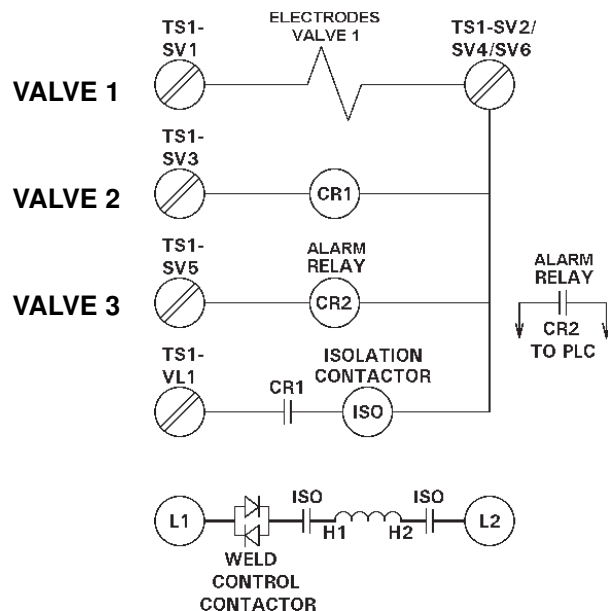 TS1-
SV1
ELECTRODES
VALVE 1
TS1-SV2/
SV4/SV6
VALVE 1
TS1-
SV3
VALVE 2
CR1
TS1-
SV5
ALARM
RELAY
VALVE 3
CR2
ALARM
RELAY
CR2
TO PLC
TS1-
VL1
CR1
ISOLATION
CONTACTOR
ISO
L1
ISO
H1
H2
ISO
L2
WELD
CONTROL
CONTACTOR